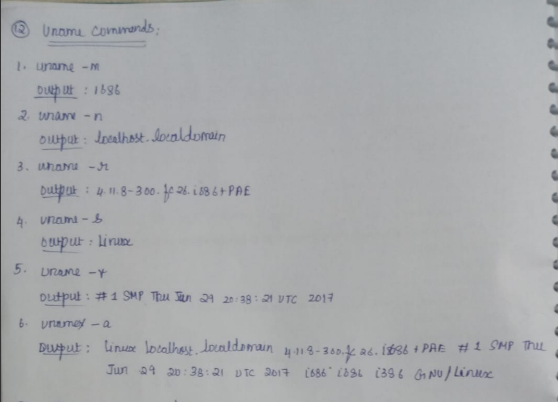 12 Uname Commands:
1. uname -m
output : i686
2. uname -n
output: localhost.localdomain
3. uname -r
output : 4.11.8-300.fc26.i686+PAE
4. uname -s
output : Linux
5. uname -v
output : #1 SMP Thu Jun 29 20:38:21 UTC 2017
6. uname -a
output : Linux localhost.localdomain 4.11.8-300.fc26.i686+PAE #1 SMP Thu
Jun 29 20:38:21 UTC 2017 i686 i686 i386 GNU/Linux